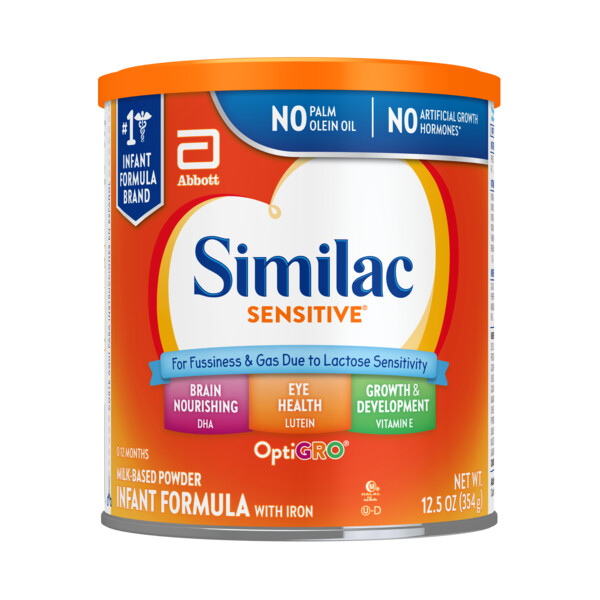 #1
INFANT
FORMULA
BRAND
Abbott
NO PALM OLEIN OIL
NO ARTIFICIAL GROWTH HORMONES*
Similac
SENSITIVE®
For Fussiness & Gas Due to Lactose Sensitivity
BRAIN
NOURISHING
DHA
EYE
HEALTH
LUTEIN
GROWTH &
DEVELOPMENT
VITAMIN E
OptiGRO®
0-12 MONTHS
MILK-BASED POWDER
INFANT FORMULA WITH IRON
U-D
NET WT
12.5 OZ (354g)